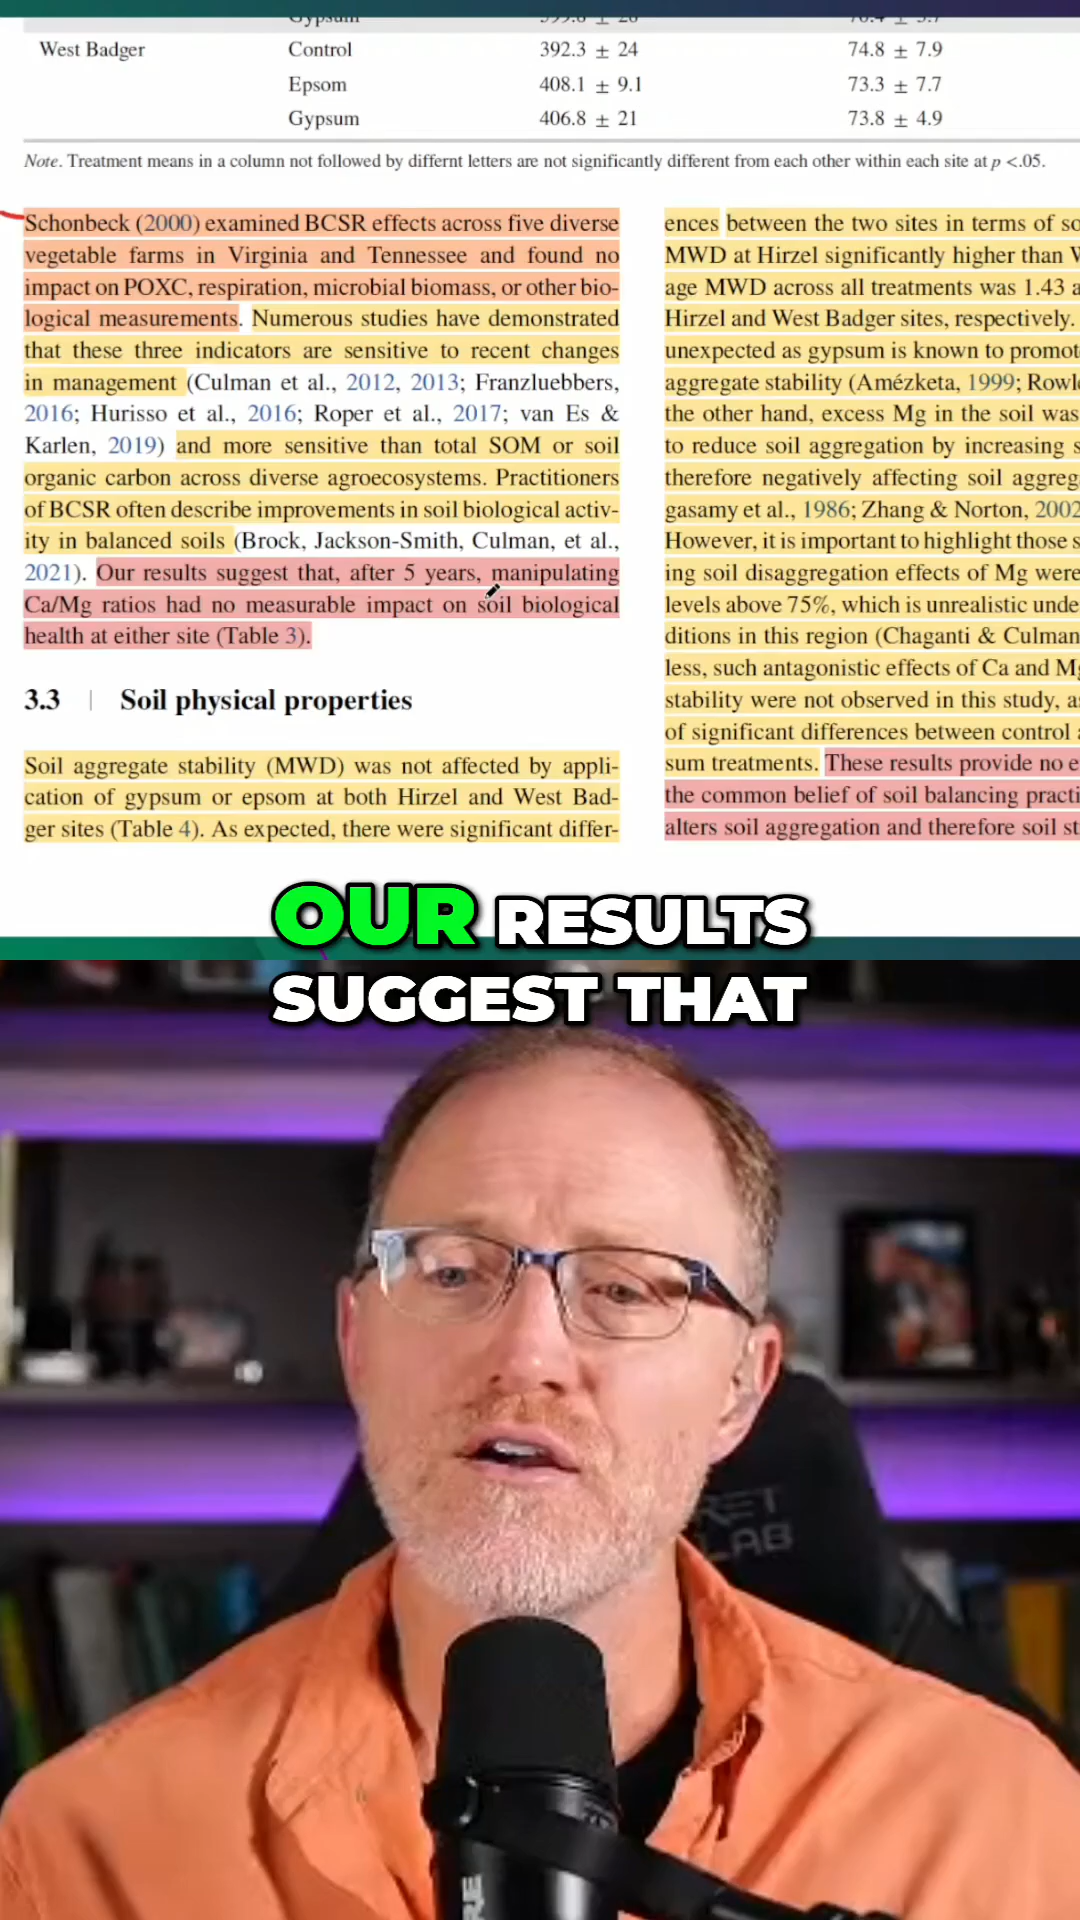 Gypsum 399.8 ± 20 76.4 ± 5.7
West Badger Control 392.3 ± 24 74.8 ± 7.9
Epsom 408.1 ± 9.1 73.3 ± 7.7
Gypsum 406.8 ± 21 73.8 ± 4.9
Note. Treatment means in a column not followed by differnt letters are not significantly different from each other within each site at p <.05.
Schonbeck (2000) examined BCSR effects across five diverse
vegetable farms in Virginia and Tennessee and found no
impact on POXC, respiration, microbial biomass, or other bio-
logical measurements. Numerous studies have demonstrated
that these three indicators are sensitive to recent changes
in management (Culman et al., 2012, 2013; Franzluebbers,
2016; Hurisso et al., 2016; Roper et al., 2017; van Es &
Karlen, 2019) and more sensitive than total SOM or soil
organic carbon across diverse agroecosystems. Practitioners
of BCSR often describe improvements in soil biological activ-
ity in balanced soils (Brock, Jackson-Smith, Culman, et al.,
2021). Our results suggest that, after 5 years, manipulating
Ca/Mg ratios had no measurable impact on soil biological
health at either site (Table 3).
3.3 | Soil physical properties
Soil aggregate stability (MWD) was not affected by appli-
cation of gypsum or epsom at both Hirzel and West Bad-
ger sites (Table 4). As expected, there were significant differ-
ences between the two sites in terms of so
MWD at Hirzel significantly higher than W
age MWD across all treatments was 1.43 a
Hirzel and West Badger sites, respectively.
unexpected as gypsum is known to promot
aggregate stability (Amézketa, 1999; Rowl
the other hand, excess Mg in the soil was
to reduce soil aggregation by increasing s
therefore negatively affecting soil aggreg
gasamy et al., 1986; Zhang & Norton, 2002
However, it is important to highlight those s
ing soil disaggregation effects of Mg were
levels above 75%, which is unrealistic unde
ditions in this region (Chaganti & Culman
less, such antagonistic effects of Ca and Mg
stability were not observed in this study, as
of significant differences between control a
sum treatments. These results provide no e
the common belief of soil balancing practi
alters soil aggregation and therefore soil st
OUR RESULTS
SUGGEST THAT
RET
LAB
RE